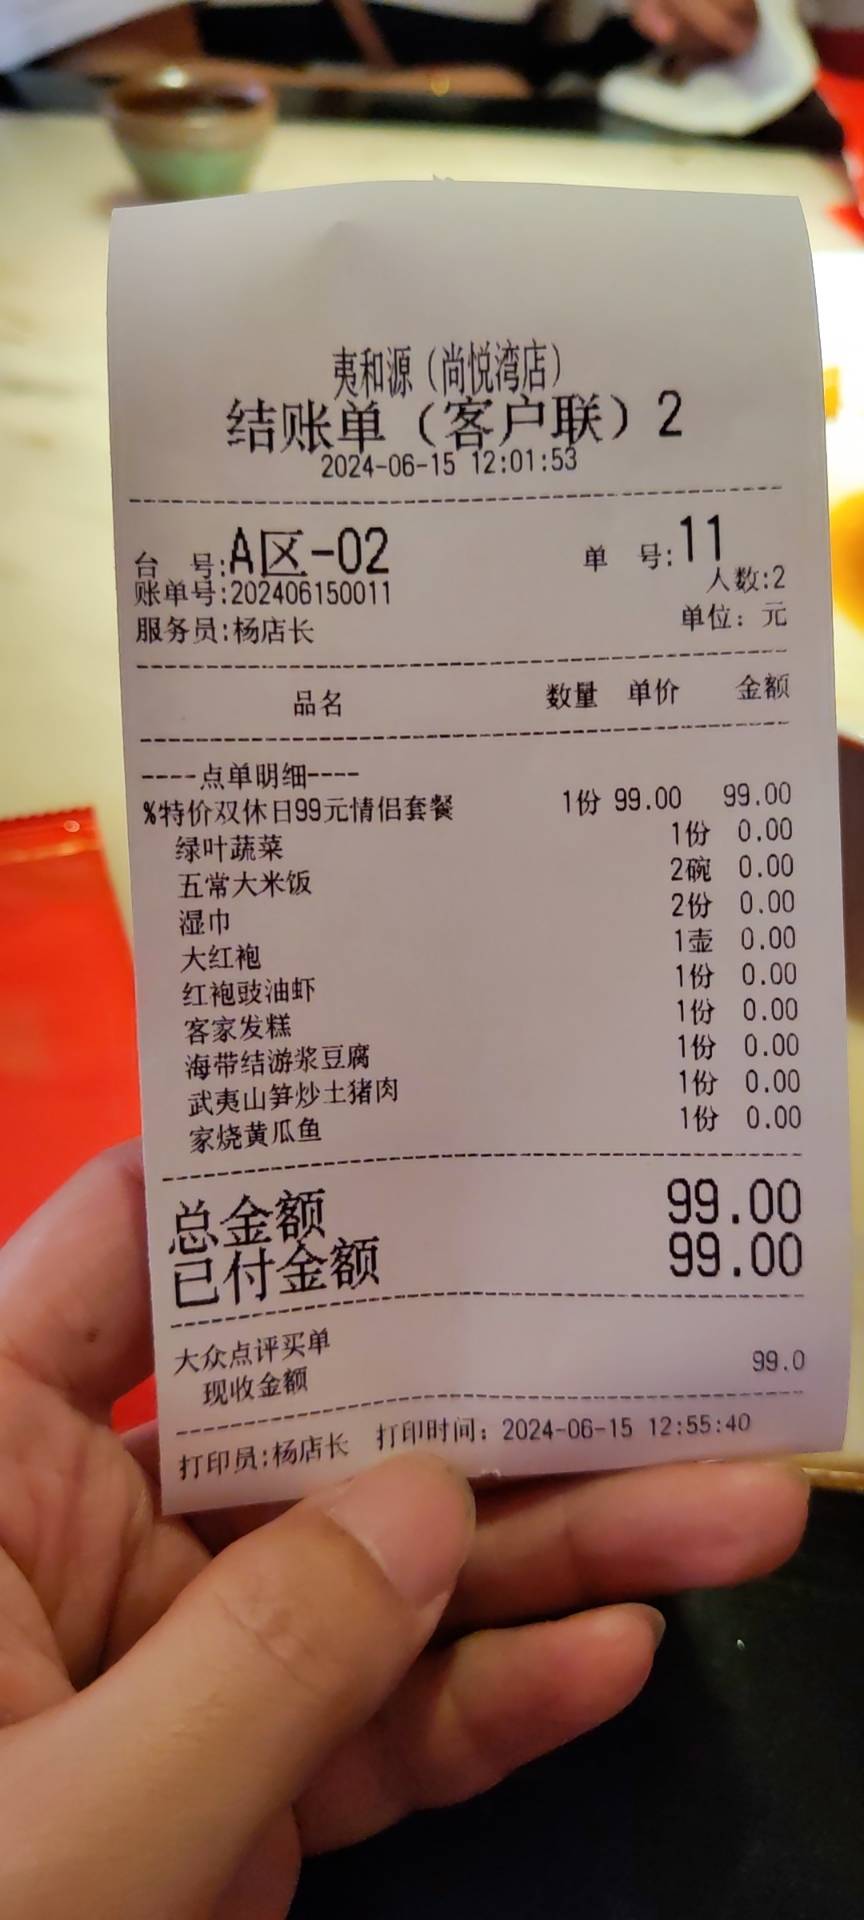 夷和源（尚悦湾店）
结账单（客户联）2
2024-06-15 12:01:53
台 号:A区-02 单 号:11
账单号:202406150011 人数:2
服务员:杨店长 单位：元
品名 数量 单价 金额
----点单明细----
%特价双休日99元情侣套餐 1份 99.00 99.00
绿叶蔬菜 1份 0.00
五常大米饭 2碗 0.00
湿巾 2份 0.00
大红袍 1壶 0.00
红袍豉油虾 1份 0.00
客家发糕 1份 0.00
海带结游浆豆腐 1份 0.00
武夷山笋炒土猪肉 1份 0.00
家烧黄瓜鱼 1份 0.00
总金额 99.00
已付金额 99.00
大众点评买单 99.0
现收金额
打印员:杨店长 打印时间：2024-06-15 12:55:40